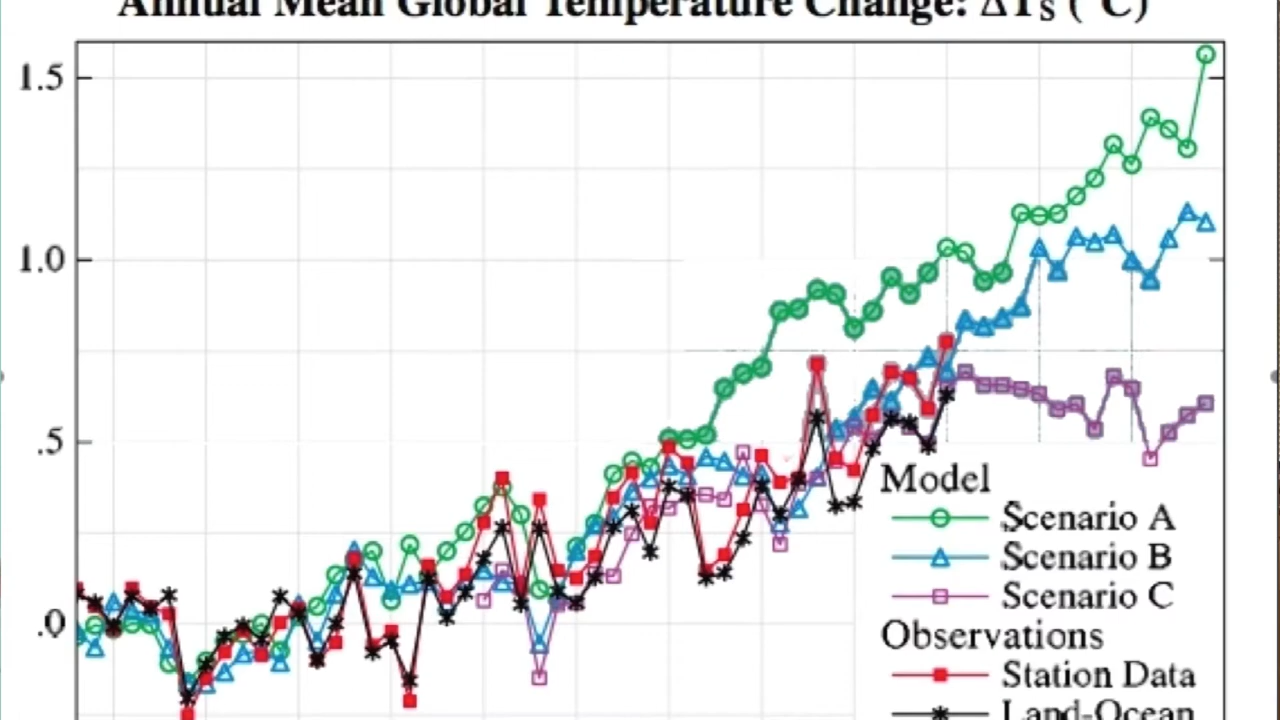 Annual Mean Global Temperature Change: ΔTs (°C)
1.5
1.0
.5
.0
Model
Scenario A
Scenario B
Scenario C
Observations
Station Data
Land-Ocean